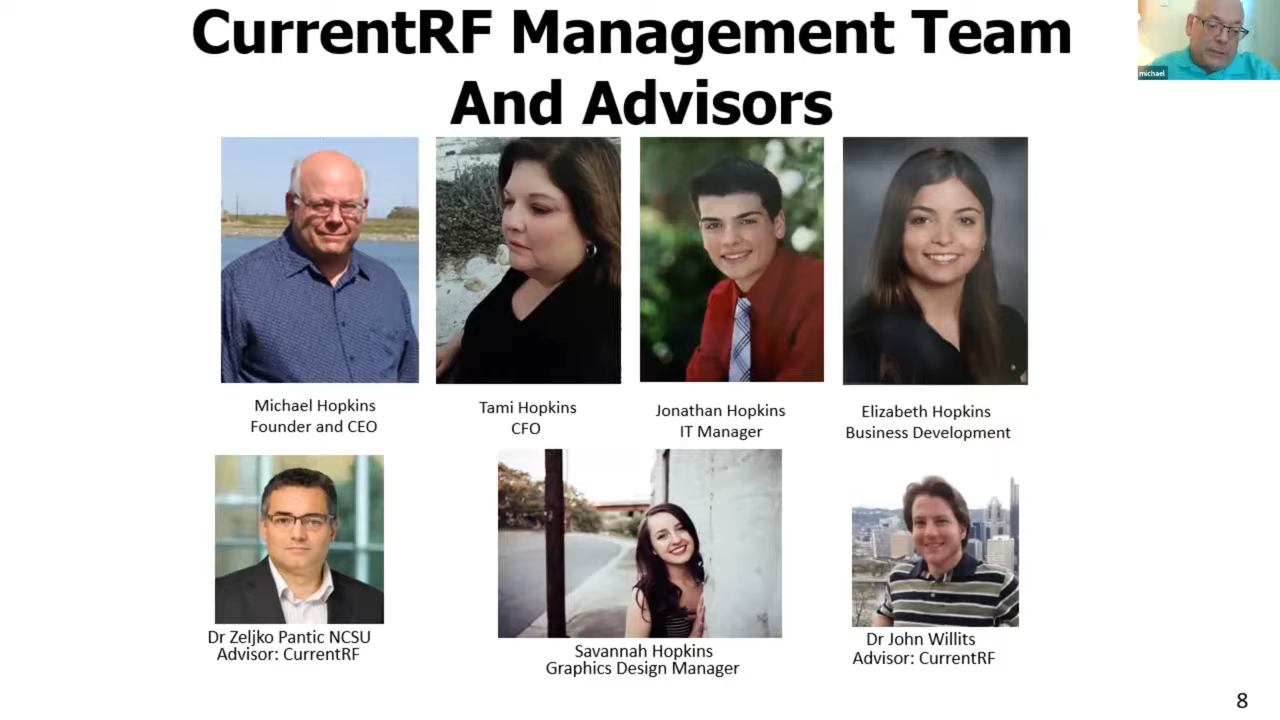 CurrentRF Management Team
And Advisors
michael
Michael Hopkins
Founder and CEO
Tami Hopkins
CFO
Jonathan Hopkins
IT Manager
Elizabeth Hopkins
Business Development
Dr Zeljko Pantic NCSU
Advisor: CurrentRF
Savannah Hopkins
Graphics Design Manager
Dr John Willits
Advisor: CurrentRF
8